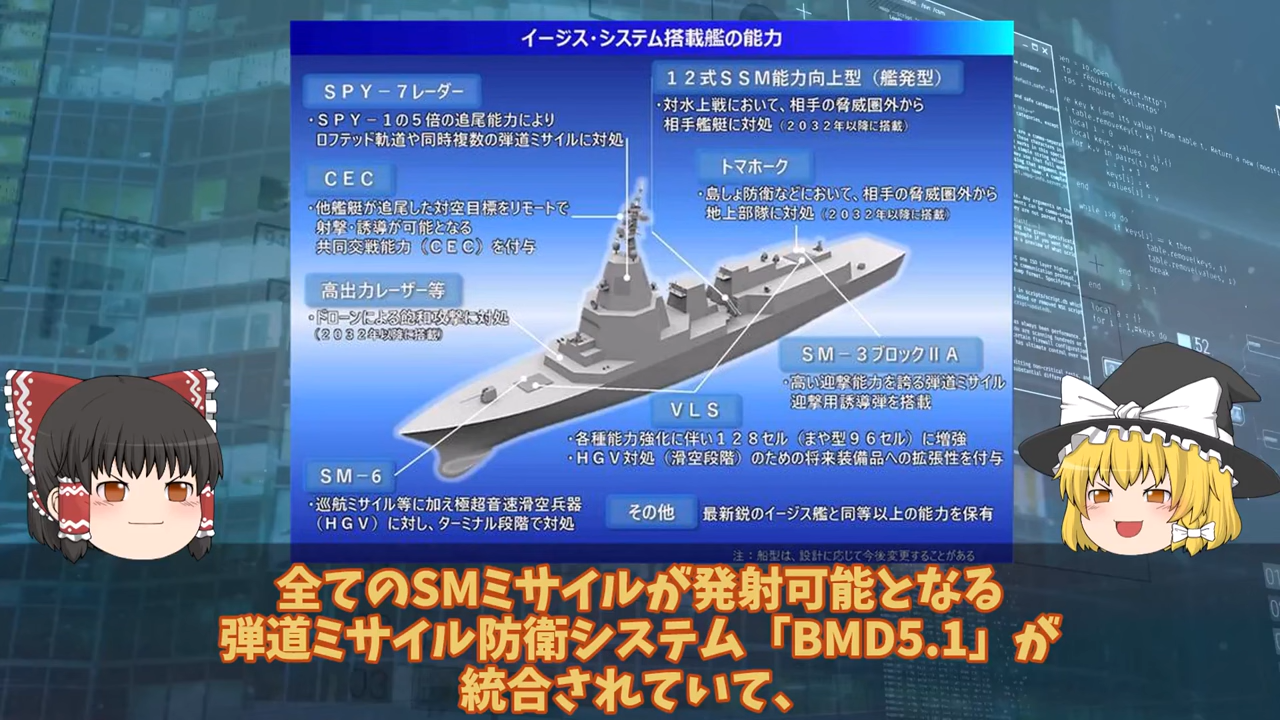 イージス・システム搭載艦の能力
SPY－7レーダー
・SPY－1の5倍の追尾能力により
ロフテッド軌道や同時複数の弾道ミサイルに対処
CEC
・他艦艇が追尾した対空目標をリモートで
射撃・誘導が可能となる
共同交戦能力（CEC）を付与
高出力レーザー等
・ドローンによる飽和攻撃に対処
（2032年以降に搭載）
SM－6
・巡航ミサイル等に加え極超音速滑空兵器
（HGV）に対し、ターミナル段階で対処
12式SSM能力向上型（艦発型）
・対水上戦において、相手の脅威圏外から
相手艦艇に対処（2032年以降に搭載）
トマホーク
・島しょ防衛などにおいて、相手の脅威圏外から
地上部隊に対処（2032年以降に搭載）
SM－3ブロックⅡA
・高い迎撃能力を誇る弾道ミサイル
迎撃用誘導弾を搭載
VLS
・各種能力強化に伴い128セル（まや型96セル）に増強
・HGV対処（滑空段階）のための将来装備品への拡張性を付与
その他
最新鋭のイージス艦と同等以上の能力を保有
注：船型は、設計に応じて今後変更することがある
全てのSMミサイルが発射可能となる
弾道ミサイル防衛システム「BMD5.1」が
統合されていて、